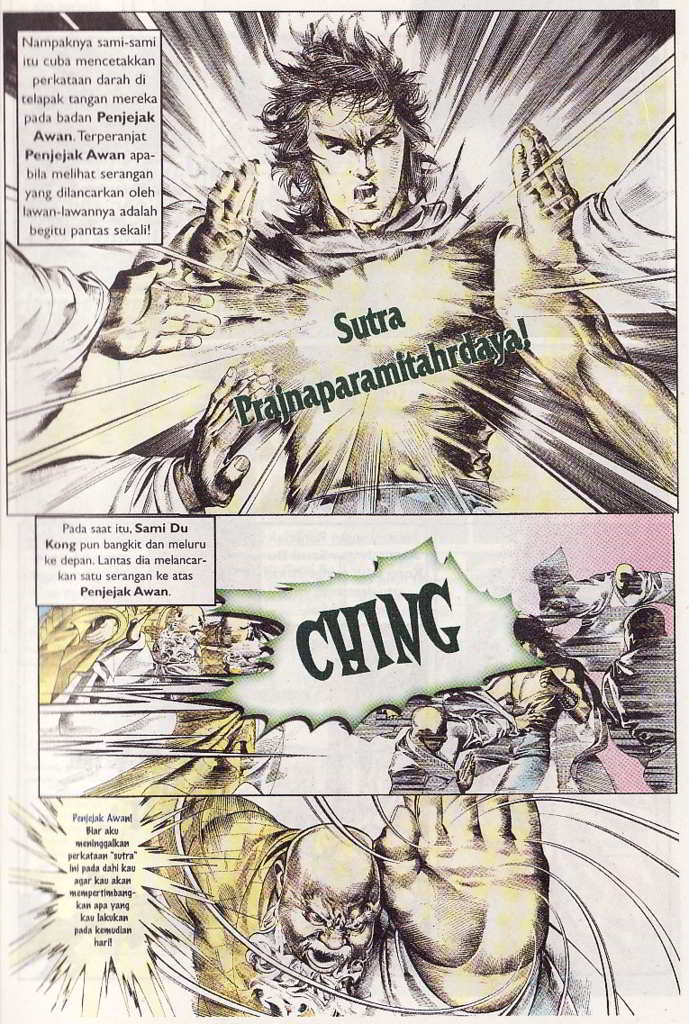 Nampaknya sami-sami
itu cuba mencetakkan
perkataan darah di
telapak tangan mereka
pada badan Penjejak
Awan. Terperanjat
Penjejak Awan apa-
bila melihat serangan
yang dilancarkan oleh
lawan-lawannya adalah
begitu pantas sekali!
Sutra
Prajnaparamitahrdaya!
Pada saat itu, Sami Du
Kong pun bangkit dan meluru
ke depan. Lantas dia melancar-
kan satu serangan ke atas
Penjejak Awan.
CHING
Penjejak Awan!
Biar aku
meninggalkan
perkataan "sutra"
ini pada dahi kau
agar kau akan
mempertimbang-
kan apa yang
kau lakukan
pada kemudian
hari!